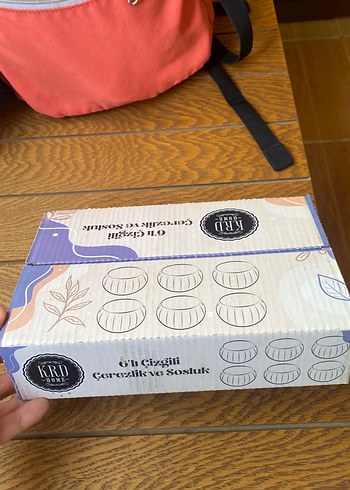 6'lı Çizgili
Çerezlik ve Sosluk
KRD
HOME
KRD
HOME
6'lı Çizgili
Çerezlik ve Sosluk